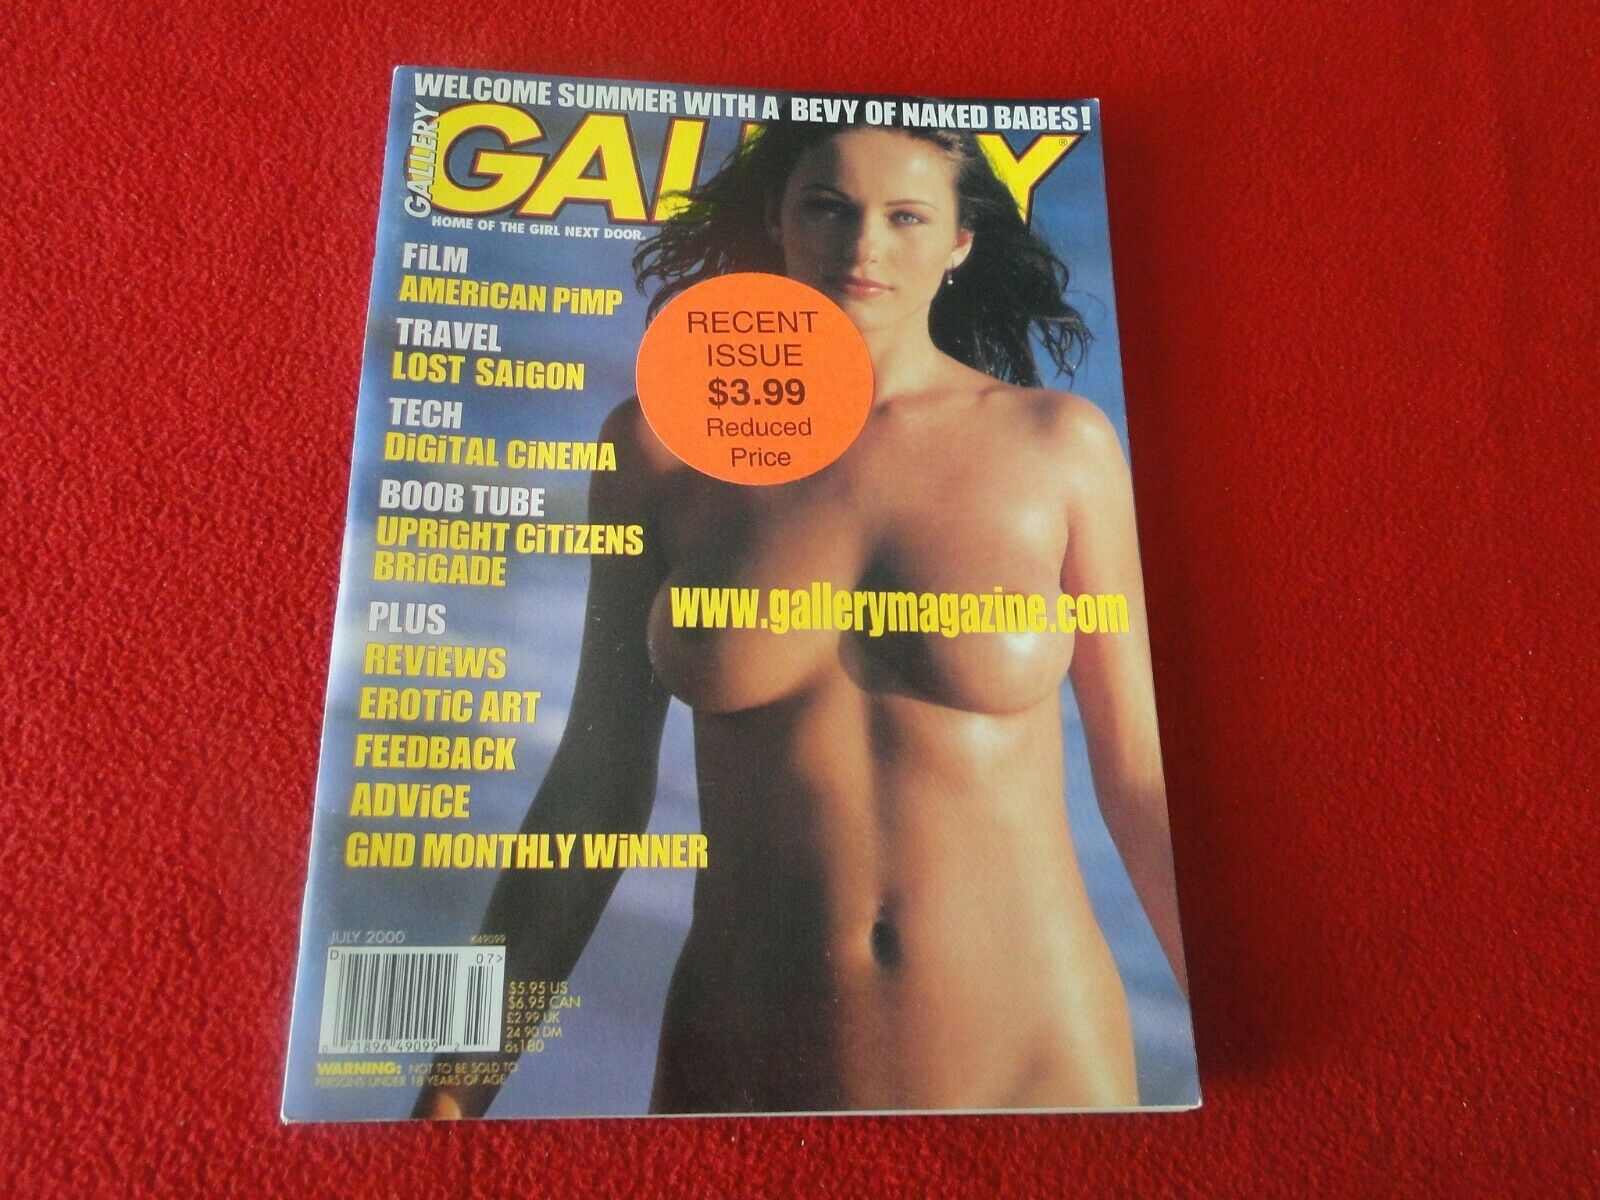 WELCOME SUMMER WITH A BEVY OF NAKED BABES!
GALLERY
GALLERY®
HOME OF THE GIRL NEXT DOOR™
FiLM
AMERiCAN PiMP
TRAVEL
LOST SAiGON
TECH
DiGiTAL CiNEMA
BOOB TUBE
UPRiGHT CiTiZENS
BRiGADE
PLUS
REViEWS
EROTiC ART
FEEDBACK
ADViCE
GND MONTHLY WiNNER
RECENT
ISSUE
$3.99
Reduced
Price
www.gallerymagazine.com
JULY 2000 K49099
D 07>
0 71896 49099 2
$5.95 US
$6.95 CAN
£2.99 UK
24.90 DM
öS180
WARNING: NOT TO BE SOLD TO
PERSONS UNDER 18 YEARS OF AGE